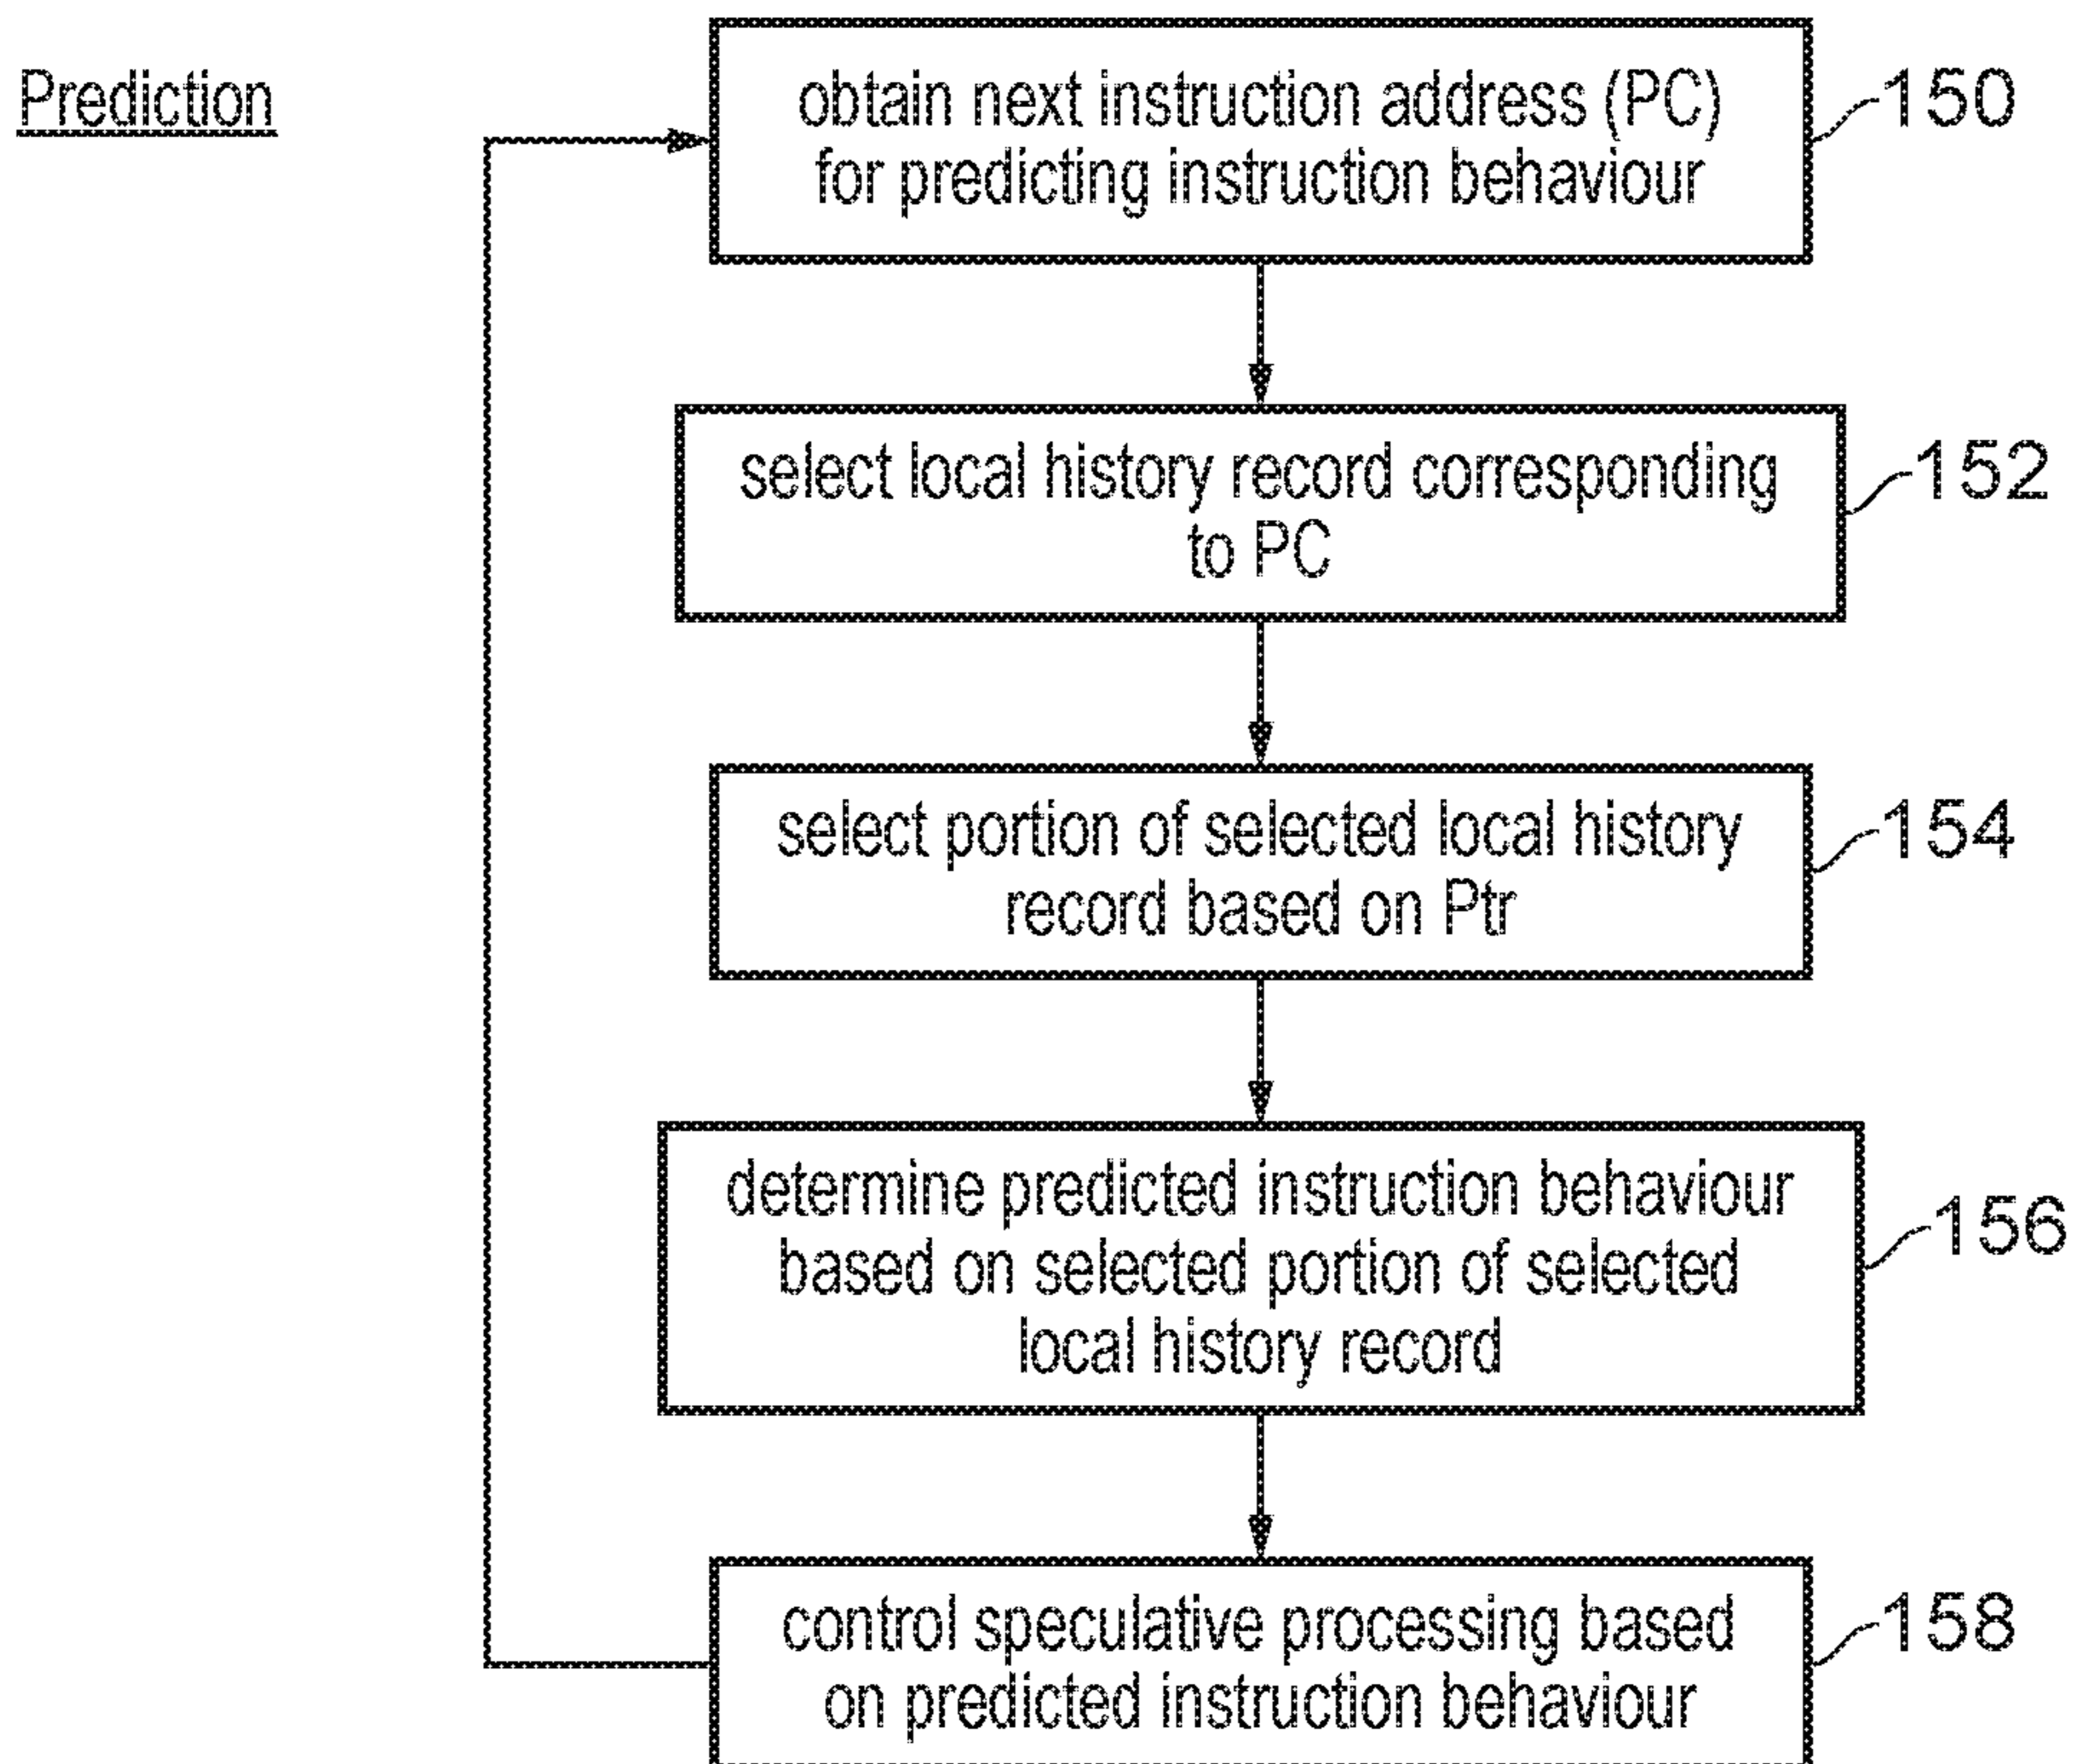 Prediction
obtain next instruction address (PC)
for predicting instruction behaviour
150
select local history record corresponding
to PC
152
select portion of selected local history
record based on Ptr
154
determine predicted instruction behaviour
based on selected portion of selected
local history record
156
control speculative processing based
on predicted instruction behaviour
158